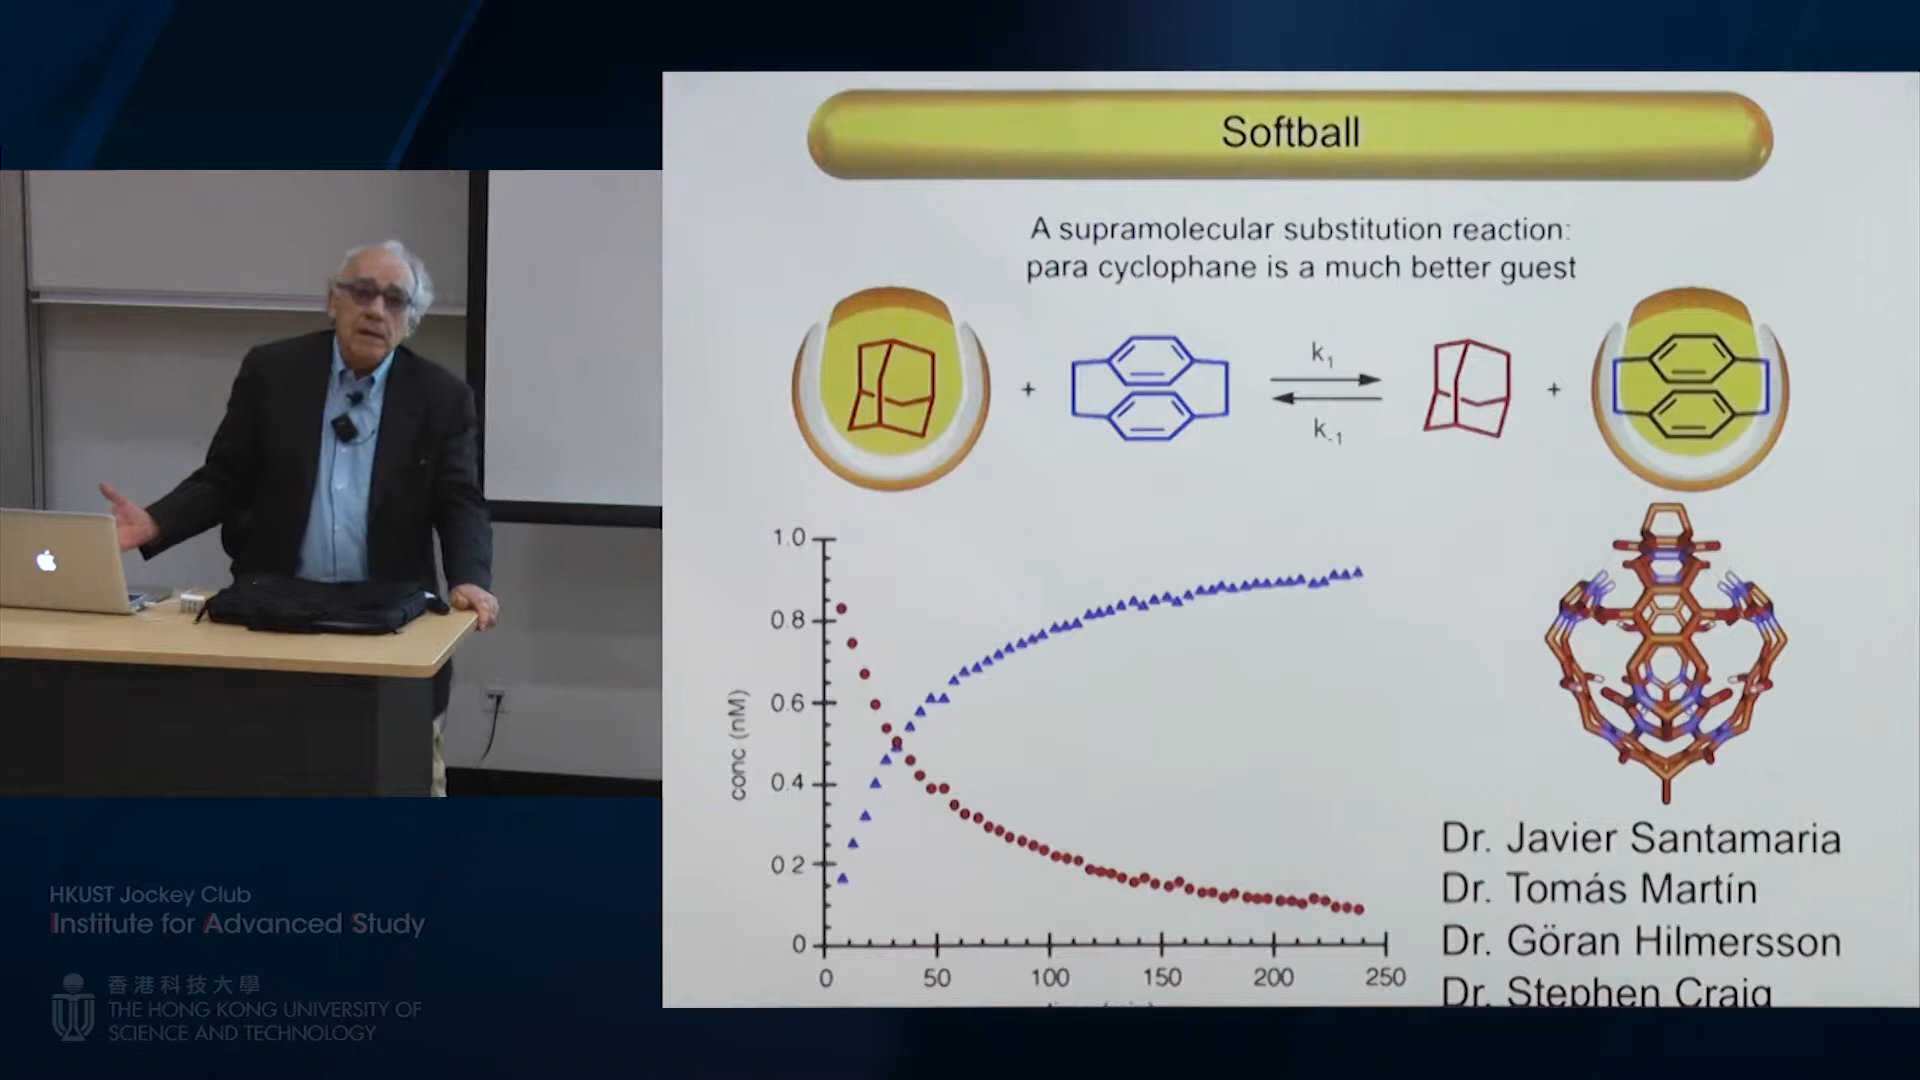 Softball
A supramolecular substitution reaction:
para cyclophane is a much better guest
+
k1
k-1
+
1.0
0.8
0.6
0.4
0 2
0
conc (nM)
0 50 100 150 200 250
Dr. Javier Santamaria
Dr. Tomás Martín
Dr. Göran Hilmersson
Dr. Stephen Craig
HKUST Jockey Club
Institute for Advanced Study
香港科技大學
THE HONG KONG UNIVERSITY OF
SCIENCE AND TECHNOLOGY